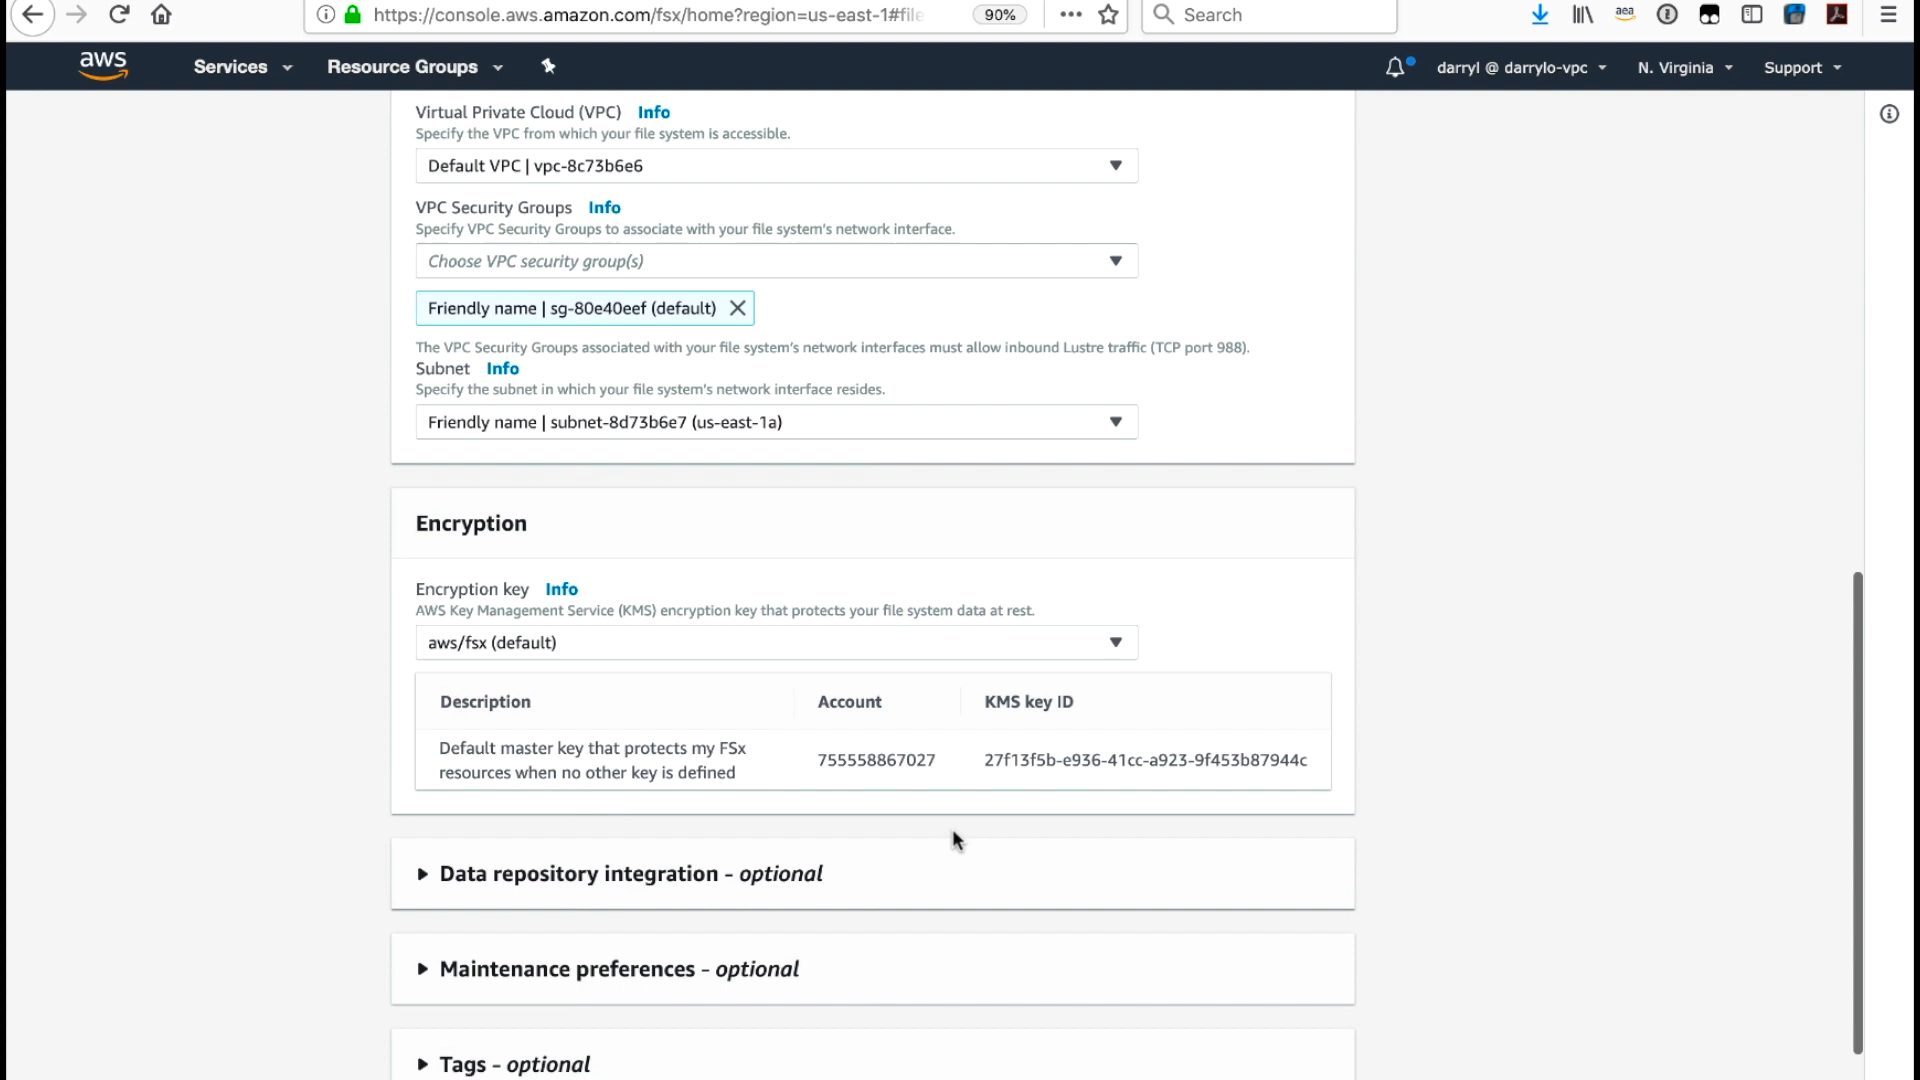 https://console.aws.amazon.com/fsx/home?region=us-east-1#file
90%
Search
aea
aws
Services
Resource Groups
darryl @ darrylo-vpc
N. Virginia
Support
Virtual Private Cloud (VPC) Info
Specify the VPC from which your file system is accessible.
Default VPC | vpc-8c73b6e6
VPC Security Groups Info
Specify VPC Security Groups to associate with your file system's network interface.
Choose VPC security group(s)
Friendly name | sg-80e40eef (default)
The VPC Security Groups associated with your file system's network interfaces must allow inbound Lustre traffic (TCP port 988).
Subnet Info
Specify the subnet in which your file system's network interface resides.
Friendly name | subnet-8d73b6e7 (us-east-1a)
Encryption
Encryption key Info
AWS Key Management Service (KMS) encryption key that protects your file system data at rest.
aws/fsx (default)
Description Account KMS key ID
Default master key that protects my FSx
resources when no other key is defined
755558867027
27f13f5b-e936-41cc-a923-9f453b87944c
Data repository integration - optional
Maintenance preferences - optional
Tags - optional